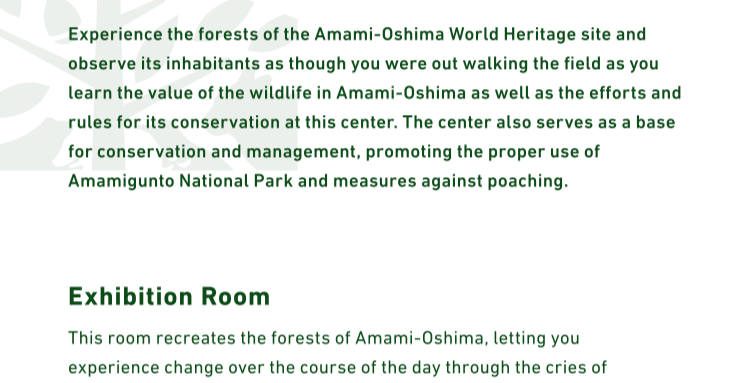 Experience the forests of the Amami-Oshima World Heritage site and
observe its inhabitants as though you were out walking the field as you
learn the value of the wildlife in Amami-Oshima as well as the efforts and
rules for its conservation at this center. The center also serves as a base
for conservation and management, promoting the proper use of
Amamigunto National Park and measures against poaching.
Exhibition Room
This room recreates the forests of Amami-Oshima, letting you
experience change over the course of the day through the cries of